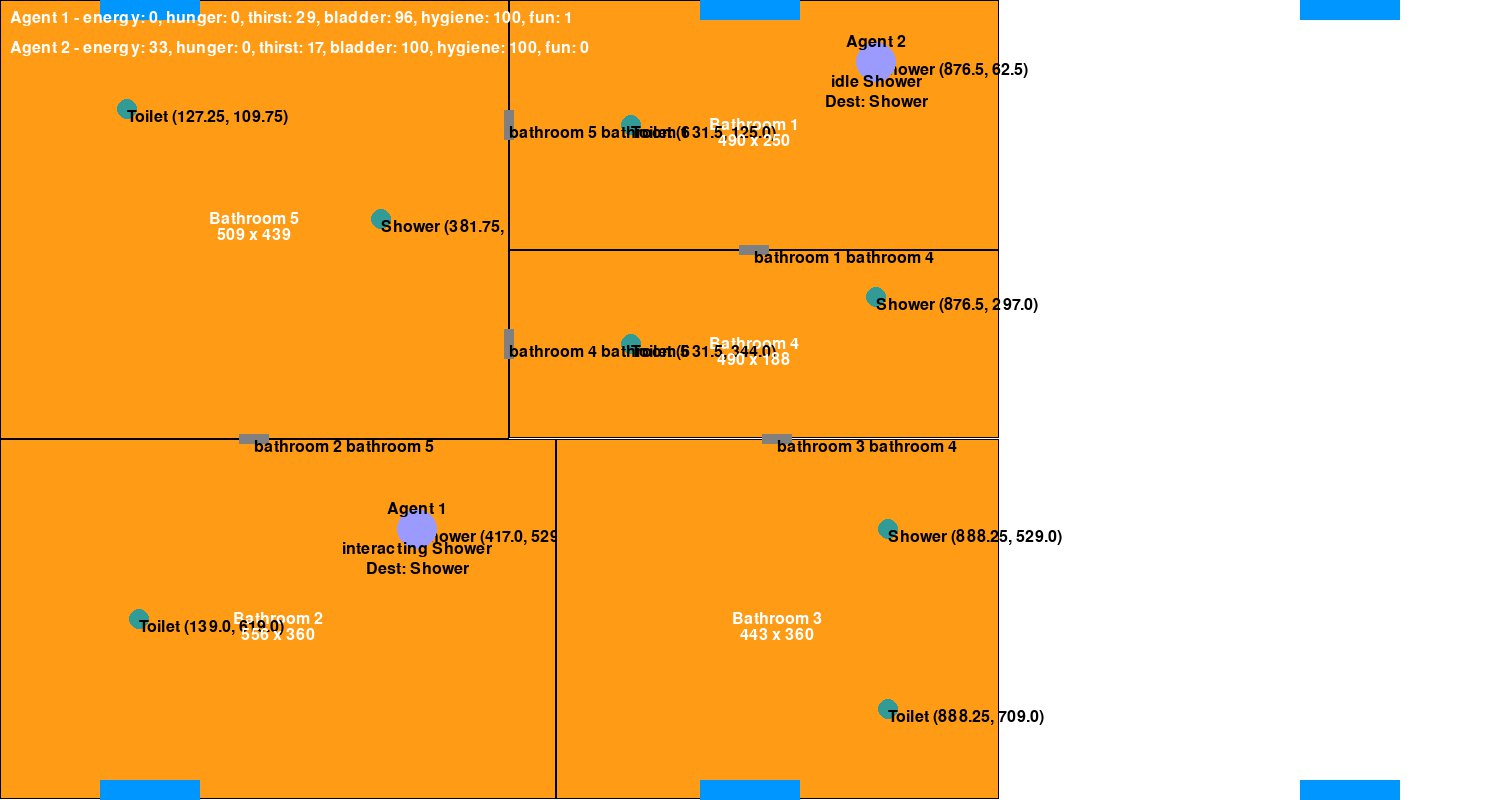 Agent 1 - energy: 0, hunger: 0, thirst: 29, bladder: 96, hygiene: 100, fun: 1
Agent 2 - energy: 33, hunger: 0, thirst: 17, bladder: 100, hygiene: 100, fun: 0
Agent 2
Shower (876.5, 62.5)
idle Shower
Dest: Shower
Toilet (127.25, 109.75)
bathroom 5 bathroom 1
Toilet (631.5, 125.0)
Bathroom 1
490 x 250
Bathroom 5
509 x 439
Shower (381.75,
bathroom 1 bathroom 4
Shower (876.5, 297.0)
bathroom 4 bathroom 5
Toilet (631.5, 344.0)
Bathroom 4
490 x 188
bathroom 2 bathroom 5
bathroom 3 bathroom 4
Agent 1
Shower (417.0, 529
interacting Shower
Dest: Shower
Shower (888.25, 529.0)
Toilet (139.0, 619.0)
Bathroom 2
556 x 360
Bathroom 3
443 x 360
Toilet (888.25, 709.0)